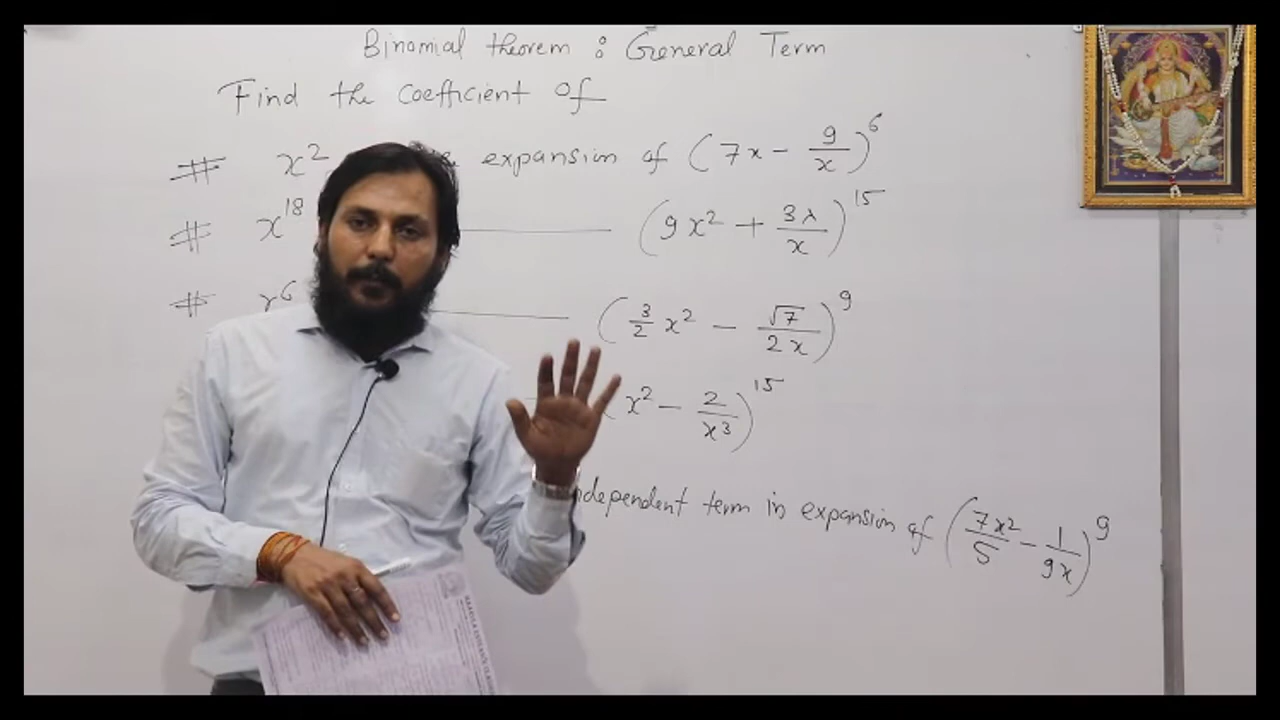 Binomial theorem : General Term
Find the coefficient of
# x² expansion of (7x - 9/x)⁶
# x¹⁸ (9x² + 3λ/x)¹⁵
# x⁶ (3/2 x² - √7/2x)⁹
(x² - 2/x³)¹⁵
independent term in expansion of (7x²/5 - 1/9x)⁹